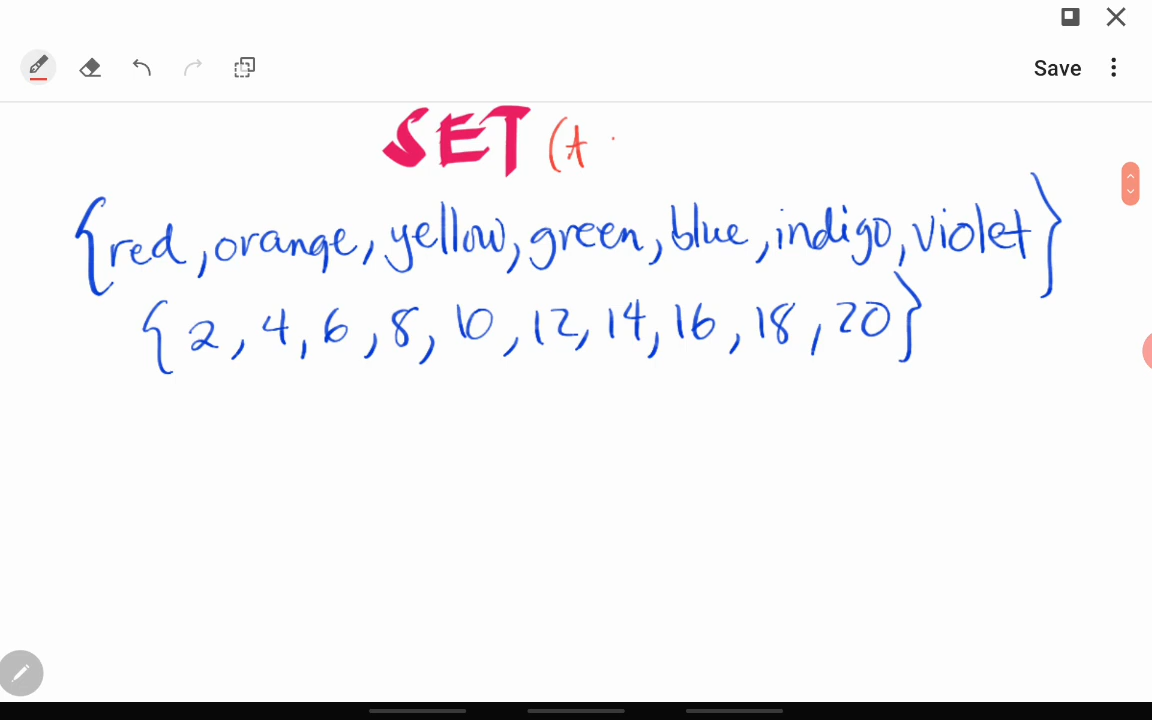 Save
SET (A
{red, orange, yellow, green, blue, indigo, violet}
{2, 4, 6, 8, 10, 12, 14, 16, 18, 20}